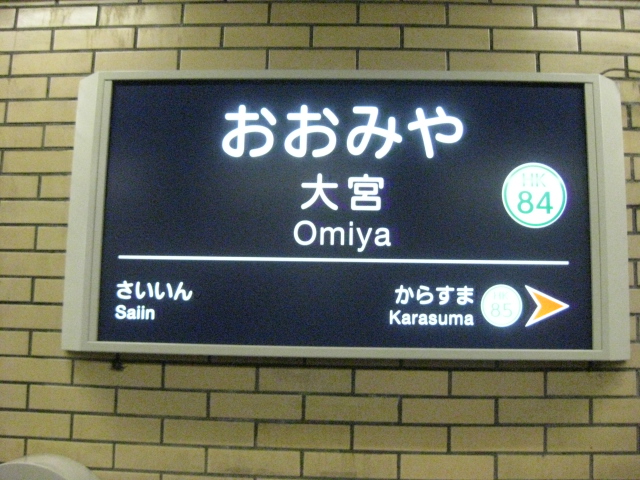 おおみや
大宮
Omiya
HK
84
さいいん
Saiin
からすま
Karasuma
HK
85